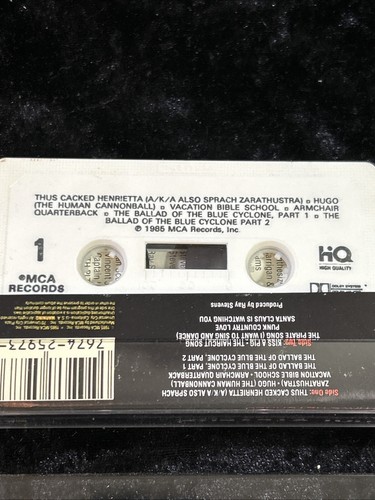 THUS CACKED HENRIETTA (A/K/A ALSO SPRACH ZARATHUSTRA) □ HUGO
(THE HUMAN CANNONBALL) □ VACATION BIBLE SCHOOL □ ARMCHAIR
QUARTERBACK □ THE BALLAD OF THE BLUE CYCLONE, PART 1 □ THE
BALLAD OF THE BLUE CYCLONE PART 2
℗ © 1985 MCA Records, Inc.
1
HQ
HIGH QUALITY
●MCA
RECORDS
DOLBY SYSTEM
Side One: THUS CACKED HENRIETTA (A/K/A ALSO SPRACH
ZARATHUSTRA) · HUGO (THE HUMAN CANNONBALL)
VACATION BIBLE SCHOOL · ARMCHAIR QUARTERBACK
THE BALLAD OF THE BLUE CYCLONE, PART 1
THE BALLAD OF THE BLUE CYCLONE, PART 2
Side Two: KISS A PIG · THE HAIRCUT SONG
THE PIRATE SONG (I WANT TO SING AND DANCE)
PUNK COUNTRY LOVE
SANTA CLAUS IS WATCHING YOU
Produced by Ray Stevens
7674-25973-